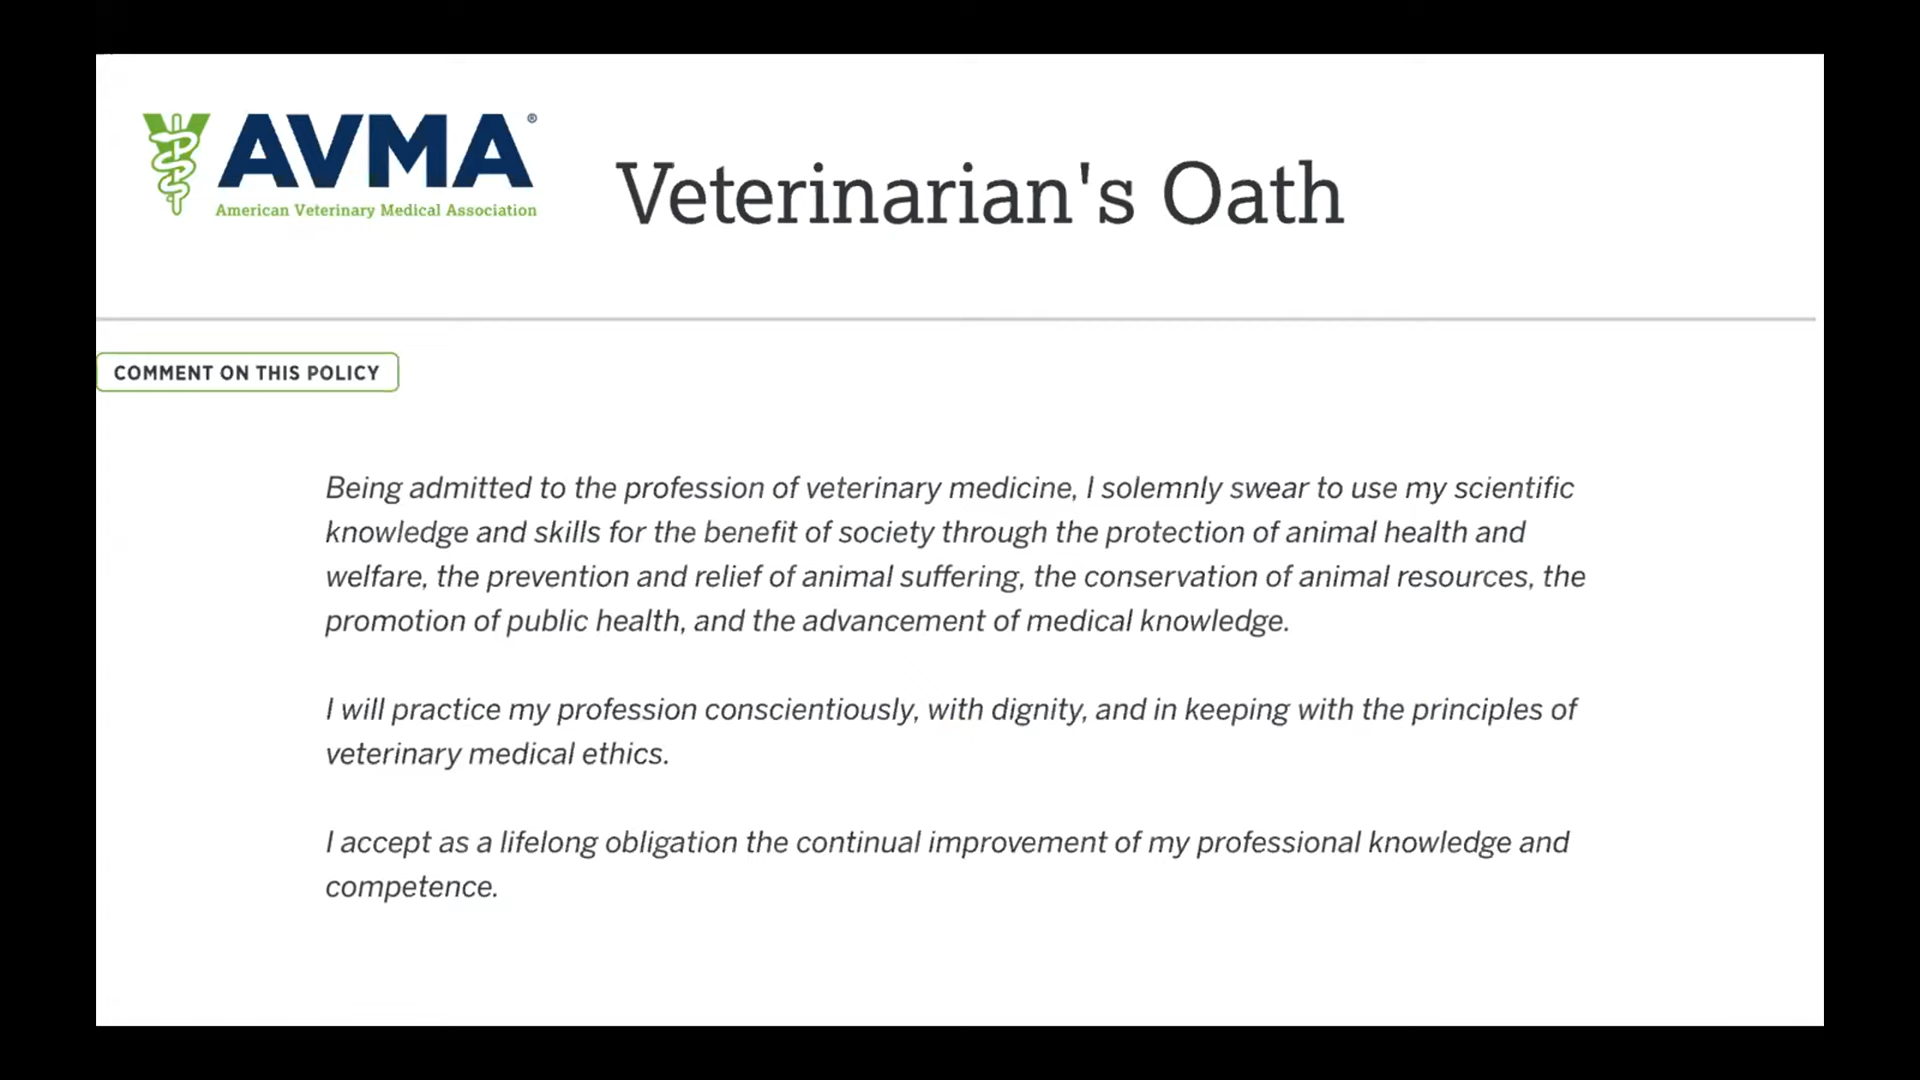 AVMA®
American Veterinary Medical Association
Veterinarian's Oath
COMMENT ON THIS POLICY
Being admitted to the profession of veterinary medicine, I solemnly swear to use my scientific
knowledge and skills for the benefit of society through the protection of animal health and
welfare, the prevention and relief of animal suffering, the conservation of animal resources, the
promotion of public health, and the advancement of medical knowledge.
I will practice my profession conscientiously, with dignity, and in keeping with the principles of
veterinary medical ethics.
I accept as a lifelong obligation the continual improvement of my professional knowledge and
competence.